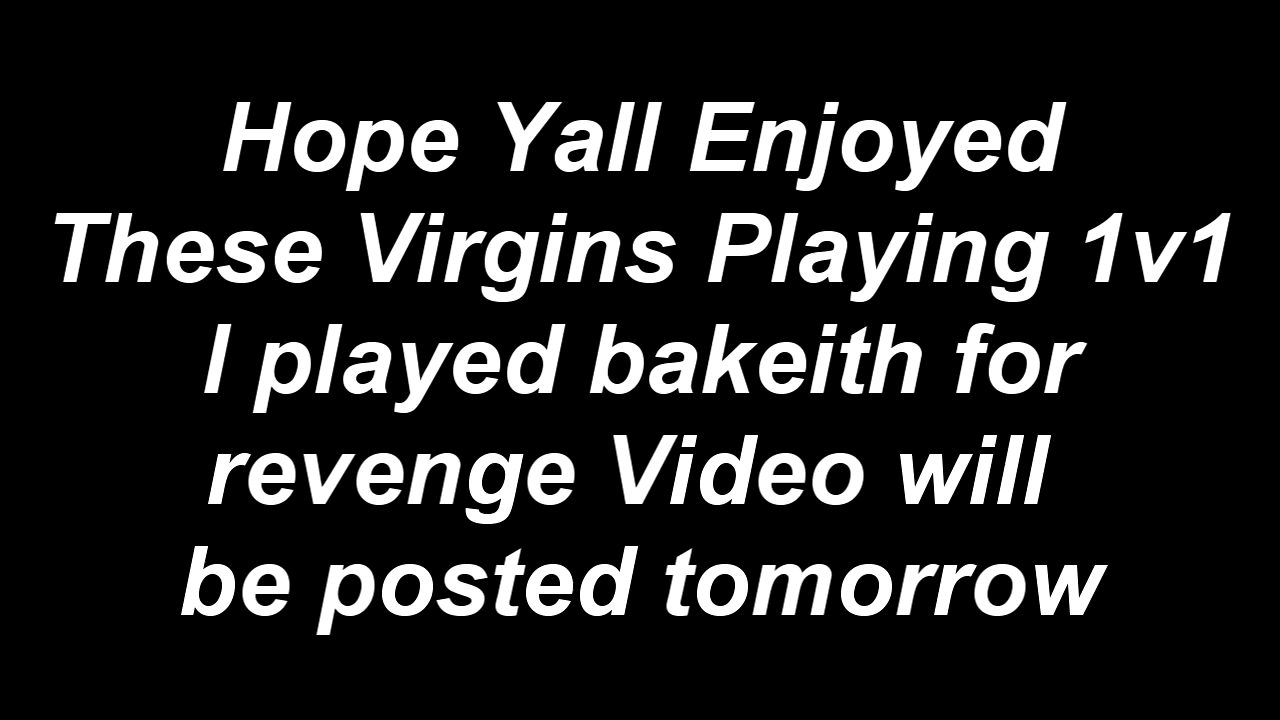 Hope Yall Enjoyed
These Virgins Playing 1v1
I played bakeith for
revenge Video will
be posted tomorrow